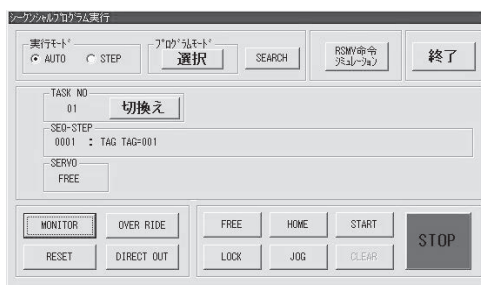 シーケンシャルプログラム実行
実行モード プログラムモード
AUTO STEP 選択 SEARCH RSMV命令 終了
シミュレーション
TASK NO
01 切換え
SEQ-STEP
0001 : TAG TAG=001
SERVO
FREE
MONITOR OVER RIDE FREE HOME START STOP
RESET DIRECT OUT LOCK JOG CLEAR